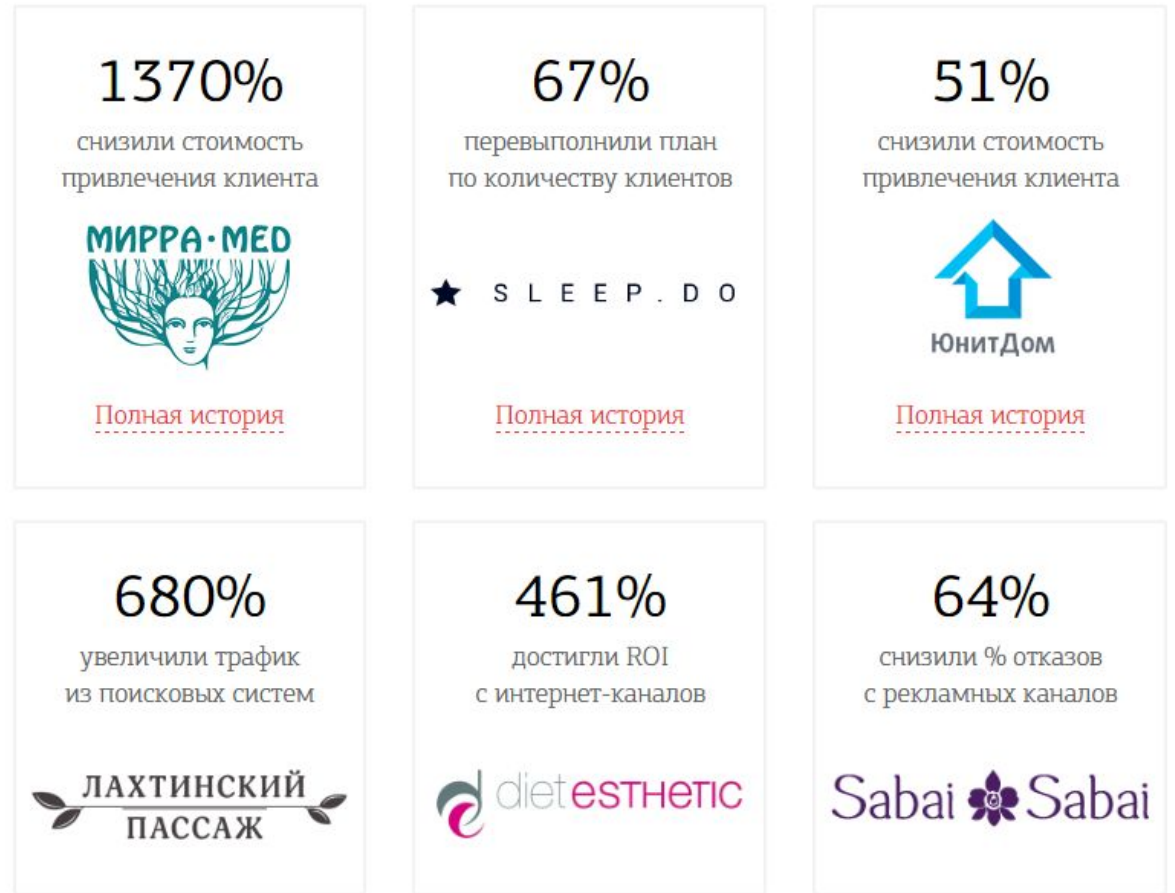 1370%
снизили стоимость
привлечения клиента
МИРРА·MED
Полная история
67%
перевыполнили план
по количеству клиентов
SLEEP.DO
Полная история
51%
снизили стоимость
привлечения клиента
ЮнитДом
Полная история
680%
увеличили трафик
из поисковых систем
ЛАХТИНСКИЙ
ПАССАЖ
461%
достигли ROI
с интернет-каналов
dietesthetic
64%
снизили % отказов
с рекламных каналов
Sabai Sabai